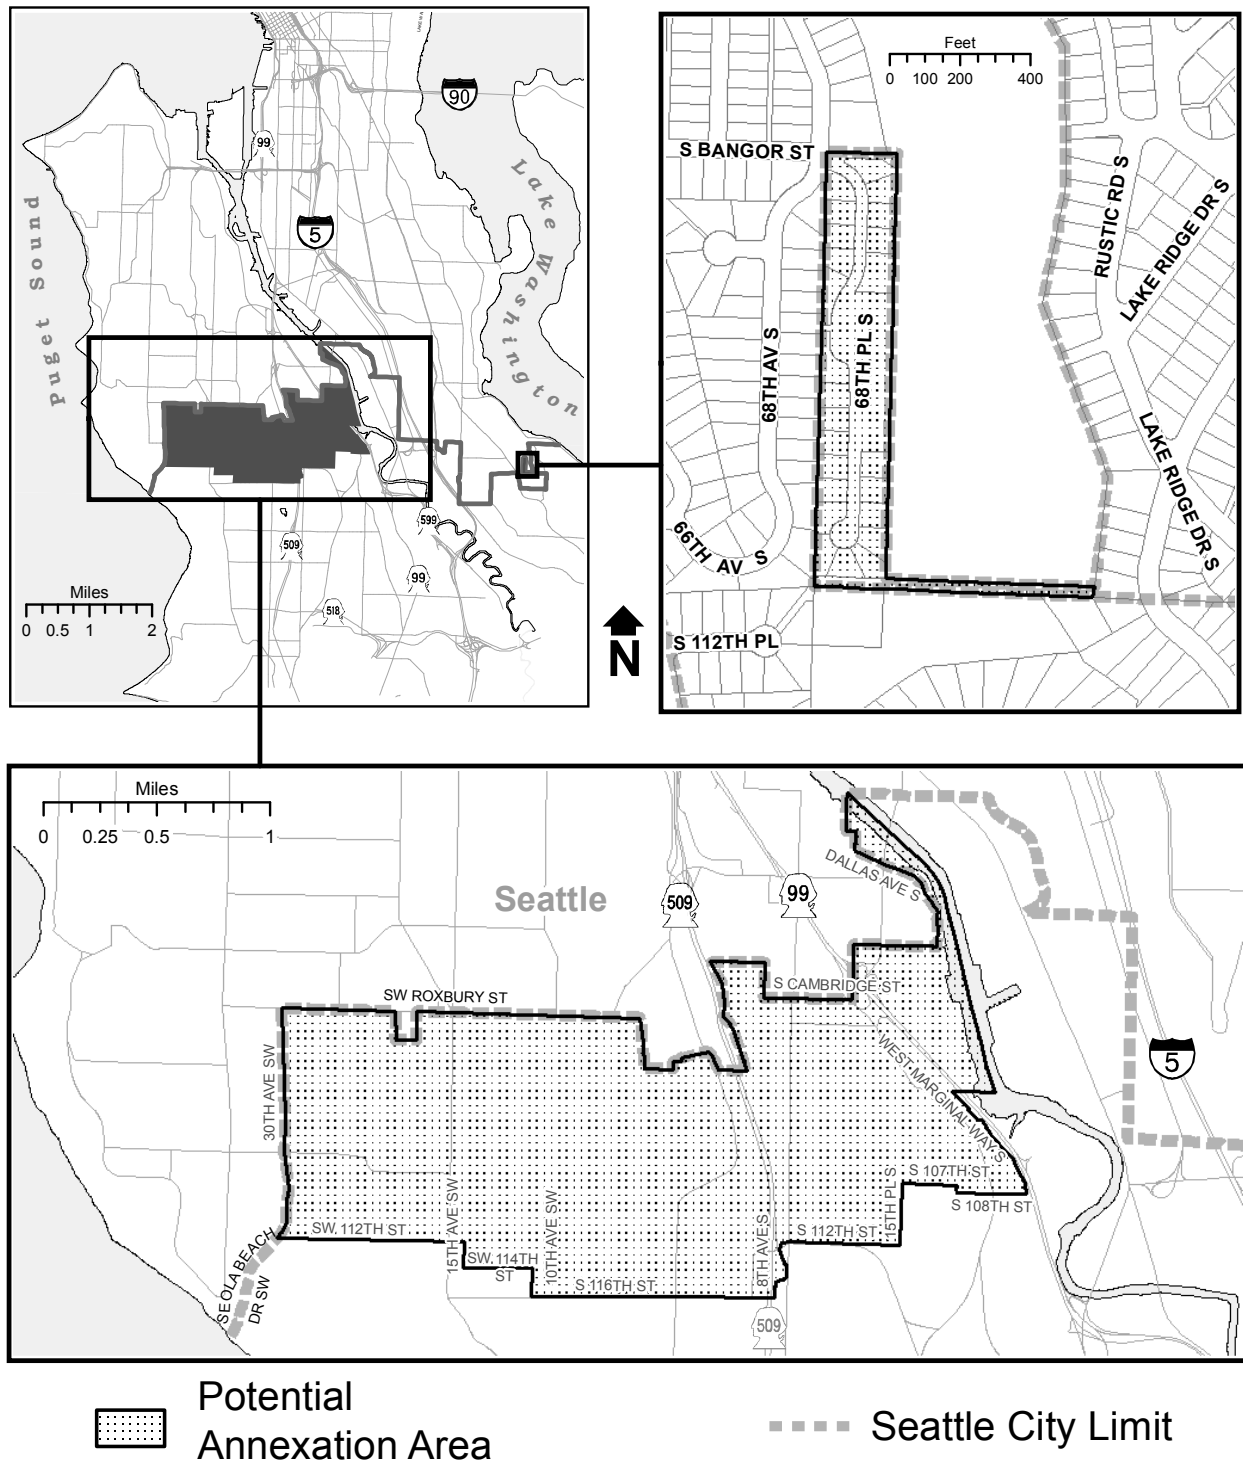 90
99
5
Puget Sound
Lake Washington
599
509
99
518
Miles
0 0.5 1 2
N
Feet
0 100 200 400
S BANGOR ST
RUSTIC RD S
LAKE RIDGE DR S
68TH AV S
68TH PL S
LAKE RIDGE DR S
66TH AV S
S 112TH PL
Miles
0 0.25 0.5 1
Seattle
509
99
DALLAS AVE S
S CAMBRIDGE ST
SW ROXBURY ST
30TH AVE SW
WEST MARGINAL WAY S
5
S 107TH ST
S 108TH ST
15TH PL S
S 112TH ST
8TH AVE S
SW 112TH ST
15TH AVE SW
SW 114TH
ST
10TH AVE SW
S 116TH ST
SEOLA BEACH
DR SW
509
Potential
Annexation Area
Seattle City Limit